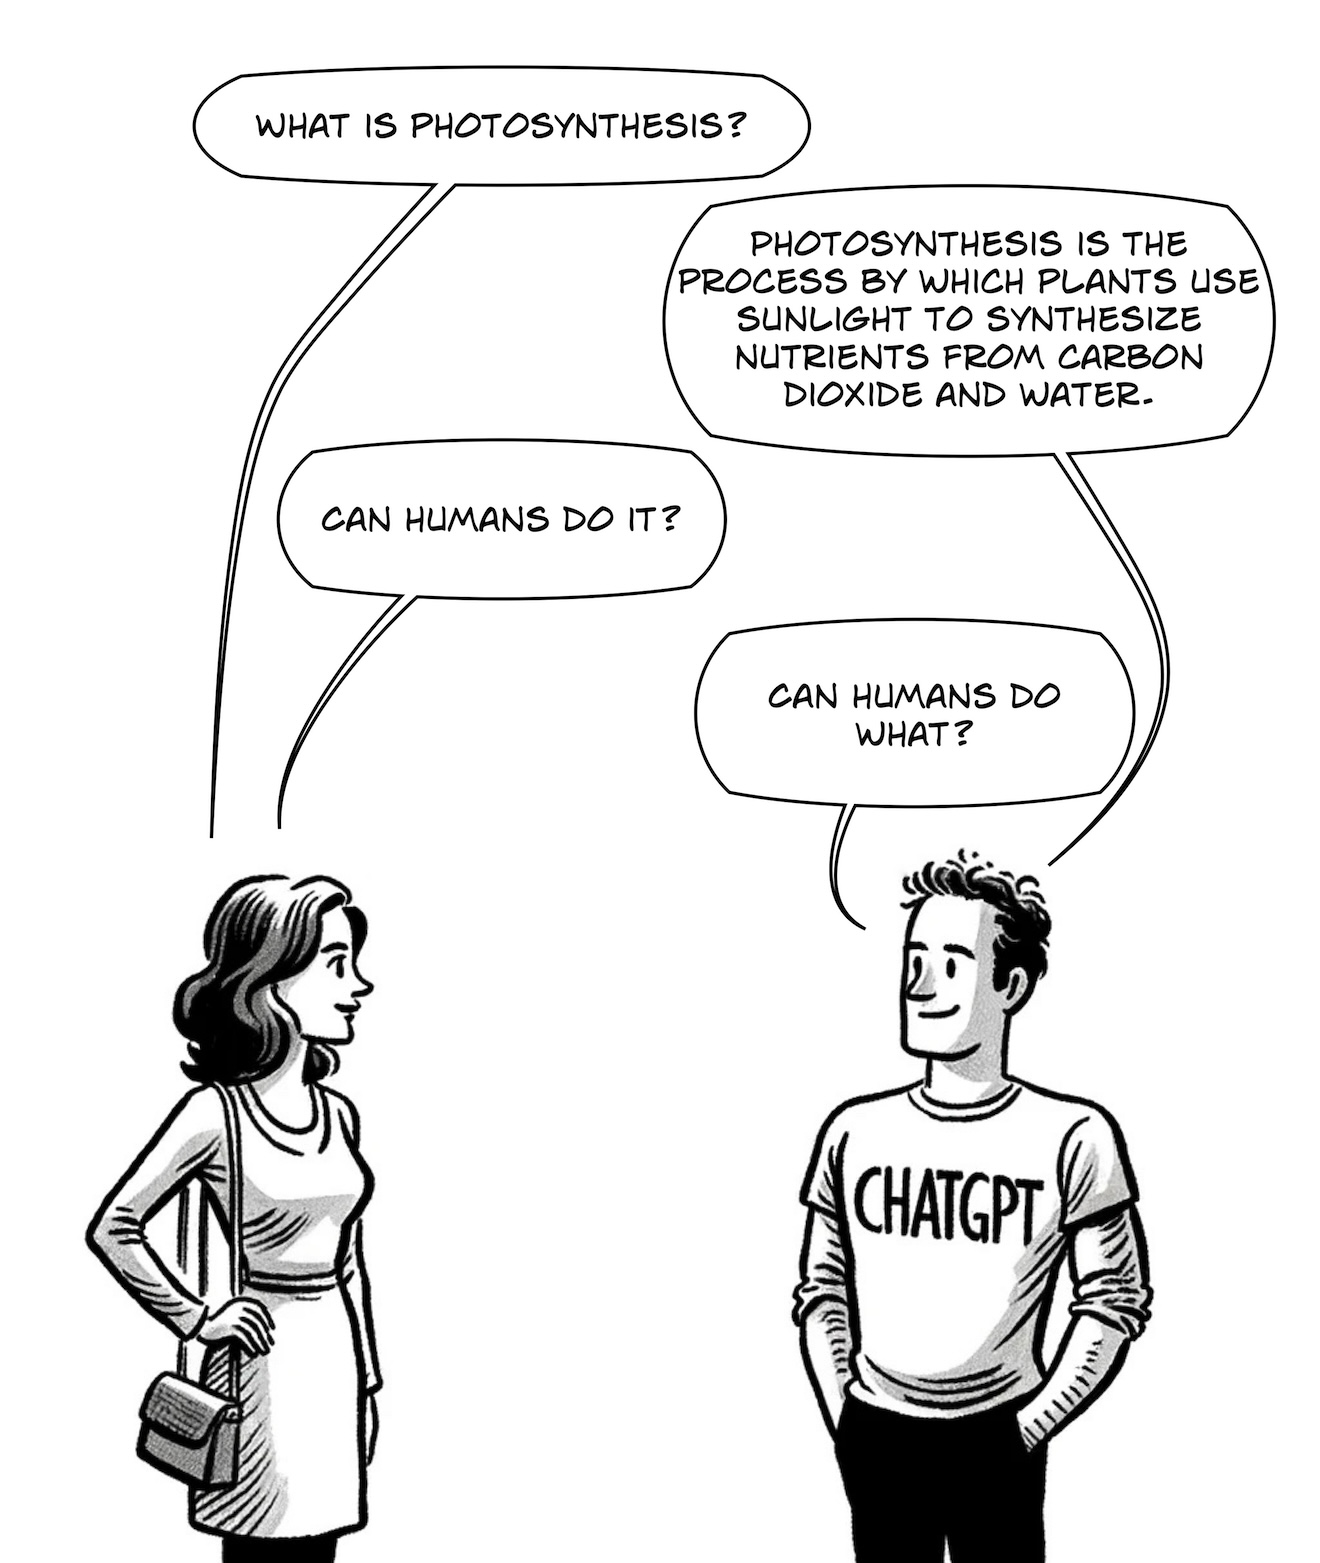 WHAT IS PHOTOSYNTHESIS?
PHOTOSYNTHESIS IS THE
PROCESS BY WHICH PLANTS USE
SUNLIGHT TO SYNTHESIZE
NUTRIENTS FROM CARBON
DIOXIDE AND WATER.
CAN HUMANS DO IT?
CAN HUMANS DO
WHAT?
CHATGPT